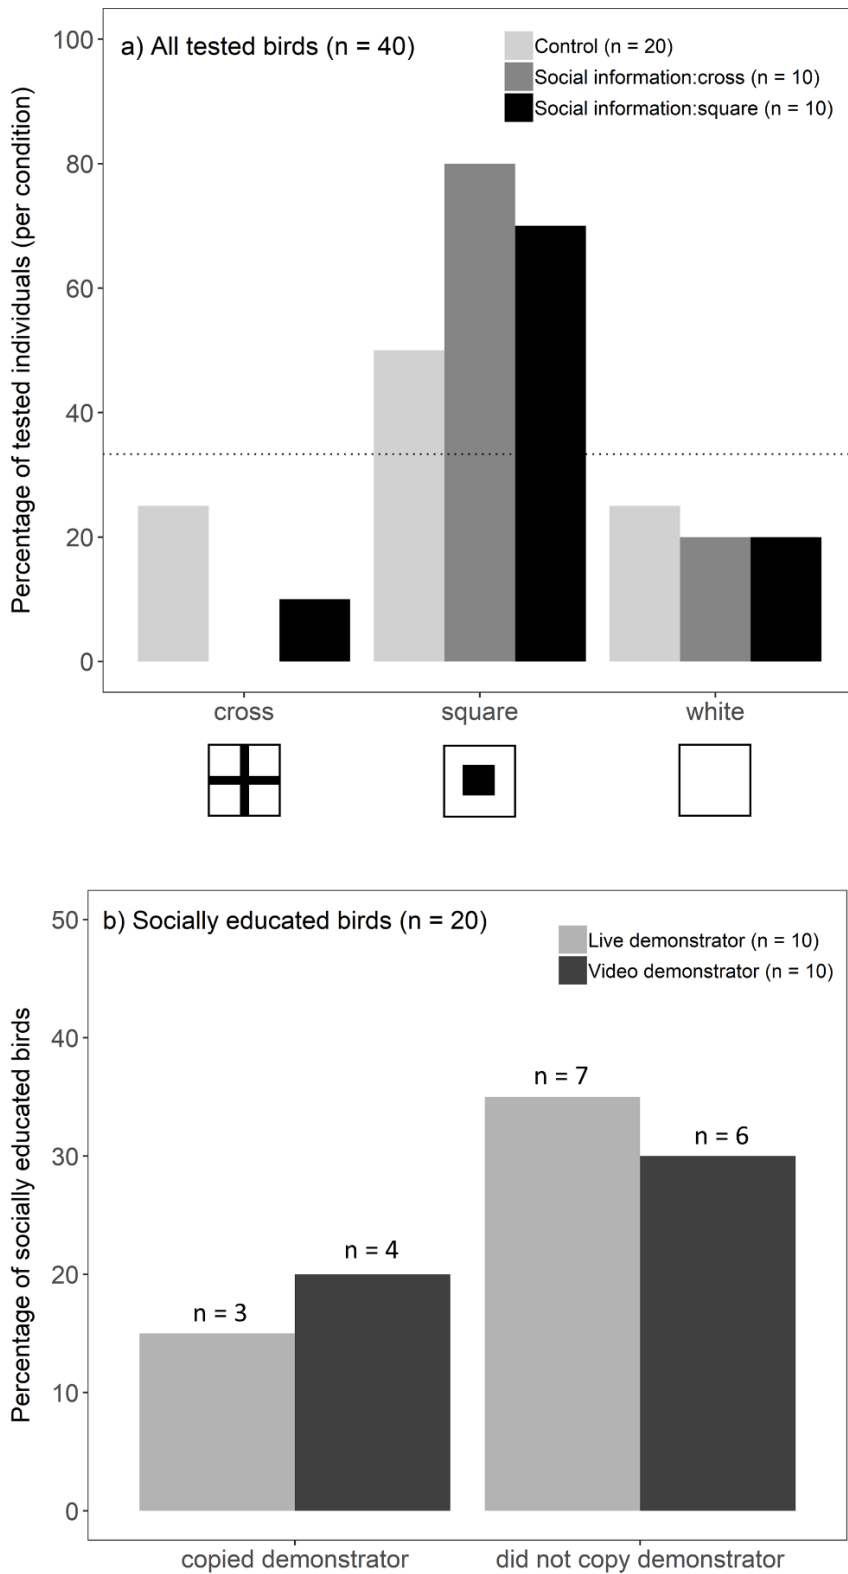 a) All tested birds (n = 40)
Control (n = 20)
Social information:cross (n = 10)
Social information:square (n = 10)
Percentage of tested individuals (per condition)
100
80
60
40
20
0
cross square white
b) Socially educated birds (n = 20)
Live demonstrator (n = 10)
Video demonstrator (n = 10)
Percentage of socially educated birds
50
40
30
20
10
0
n = 3
n = 4
n = 7
n = 6
copied demonstrator did not copy demonstrator